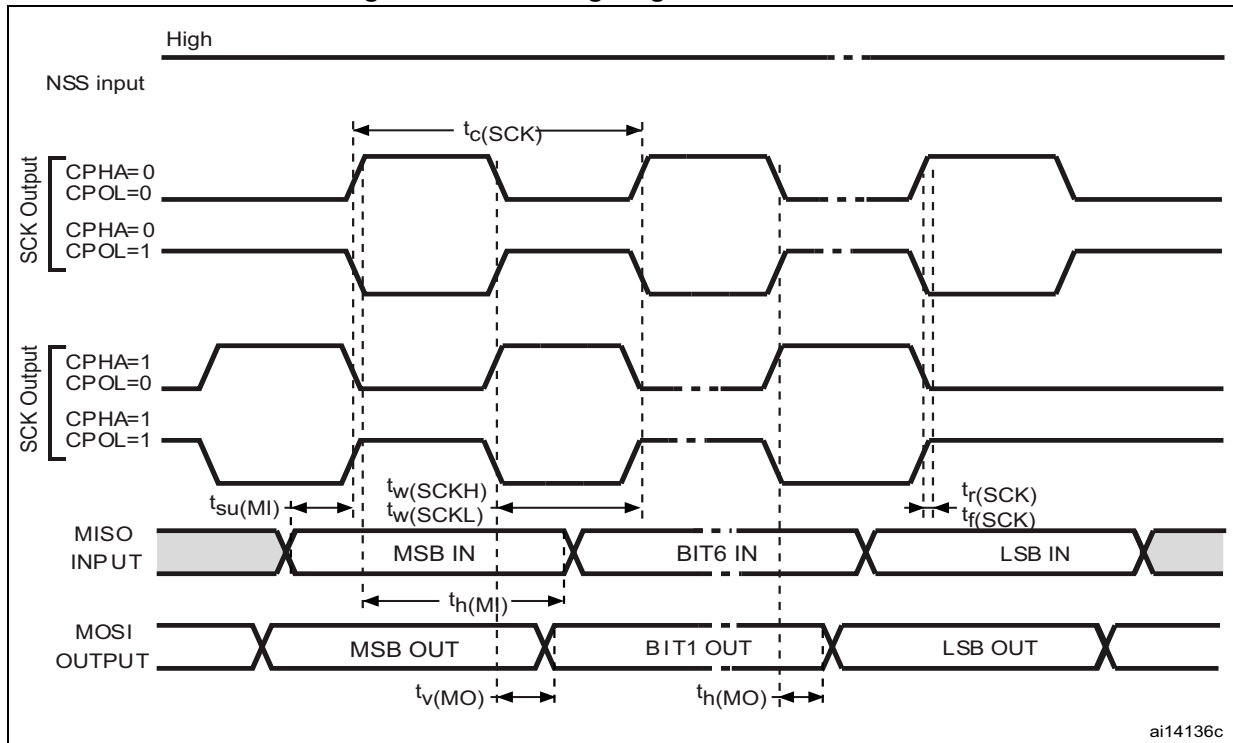 High
NSS input
tc(SCK)
SCK Output
CPHA=0
CPOL=0
CPHA=0
CPOL=1
SCK Output
CPHA=1
CPOL=0
CPHA=1
CPOL=1
tsu(MI)
tw(SCKH)
tw(SCKL)
tr(SCK)
tf(SCK)
MISO
INPUT
MSB IN
BIT6 IN
LSB IN
th(MI)
MOSI
OUTPUT
MSB OUT
BIT1 OUT
LSB OUT
tv(MO)
th(MO)
ai14136c